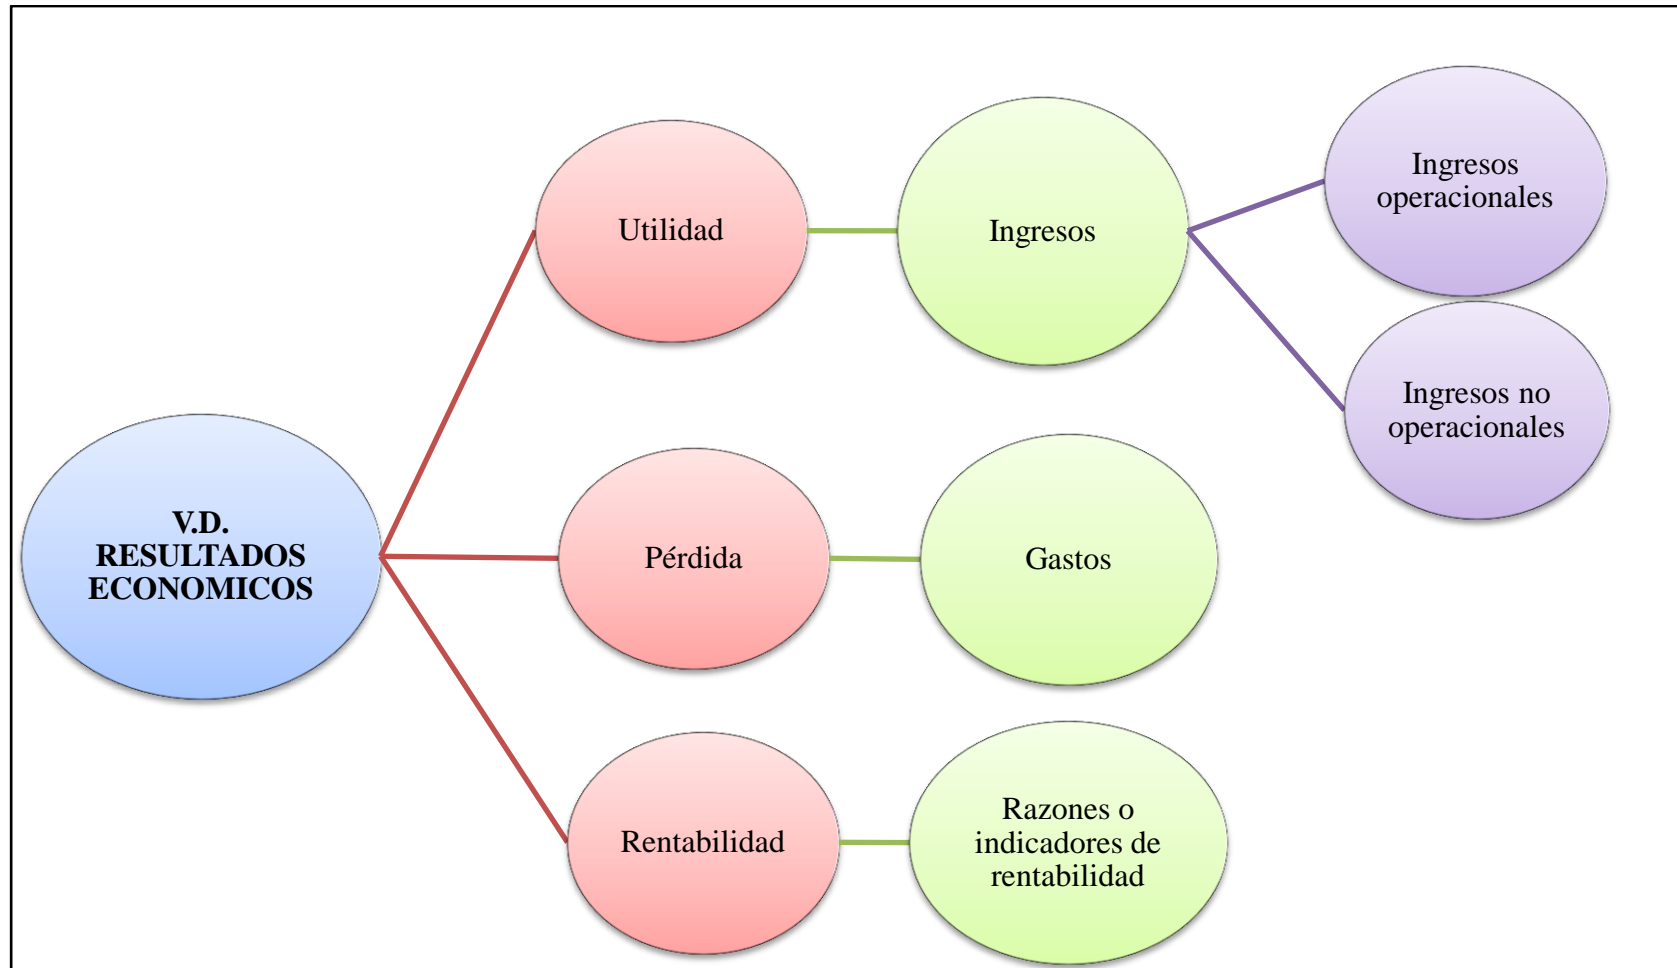 V.D.
RESULTADOS
ECONOMICOS
Utilidad
Ingresos
Ingresos
operacionales
Ingresos no
operacionales
Pérdida
Gastos
Rentabilidad
Razones o
indicadores de
rentabilidad